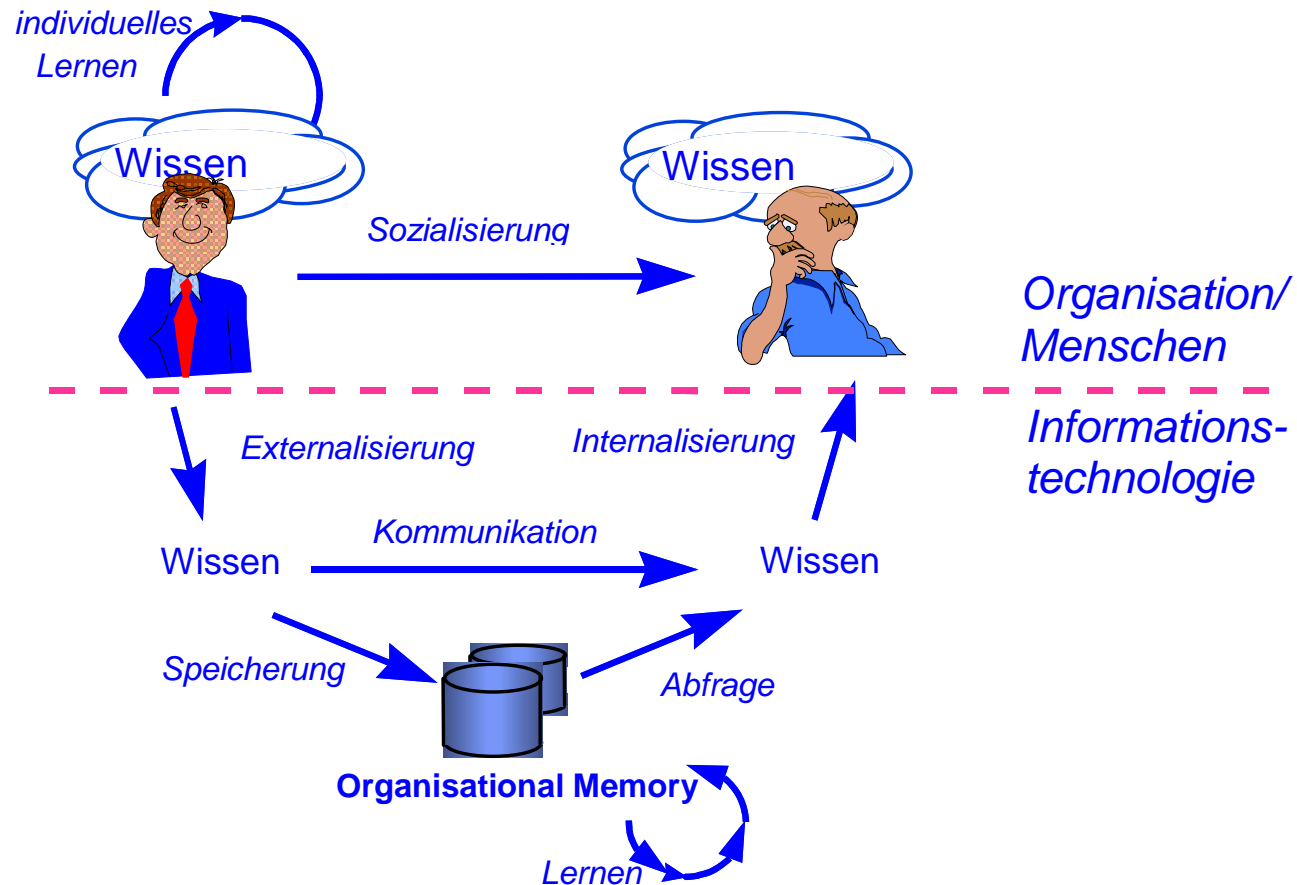 individuelles
Lernen
Wissen
Wissen
Sozialisierung
Organisation/
Menschen
Informations-
technologie
Externalisierung
Internalisierung
Kommunikation
Wissen
Wissen
Speicherung
Abfrage
Organisational Memory
Lernen